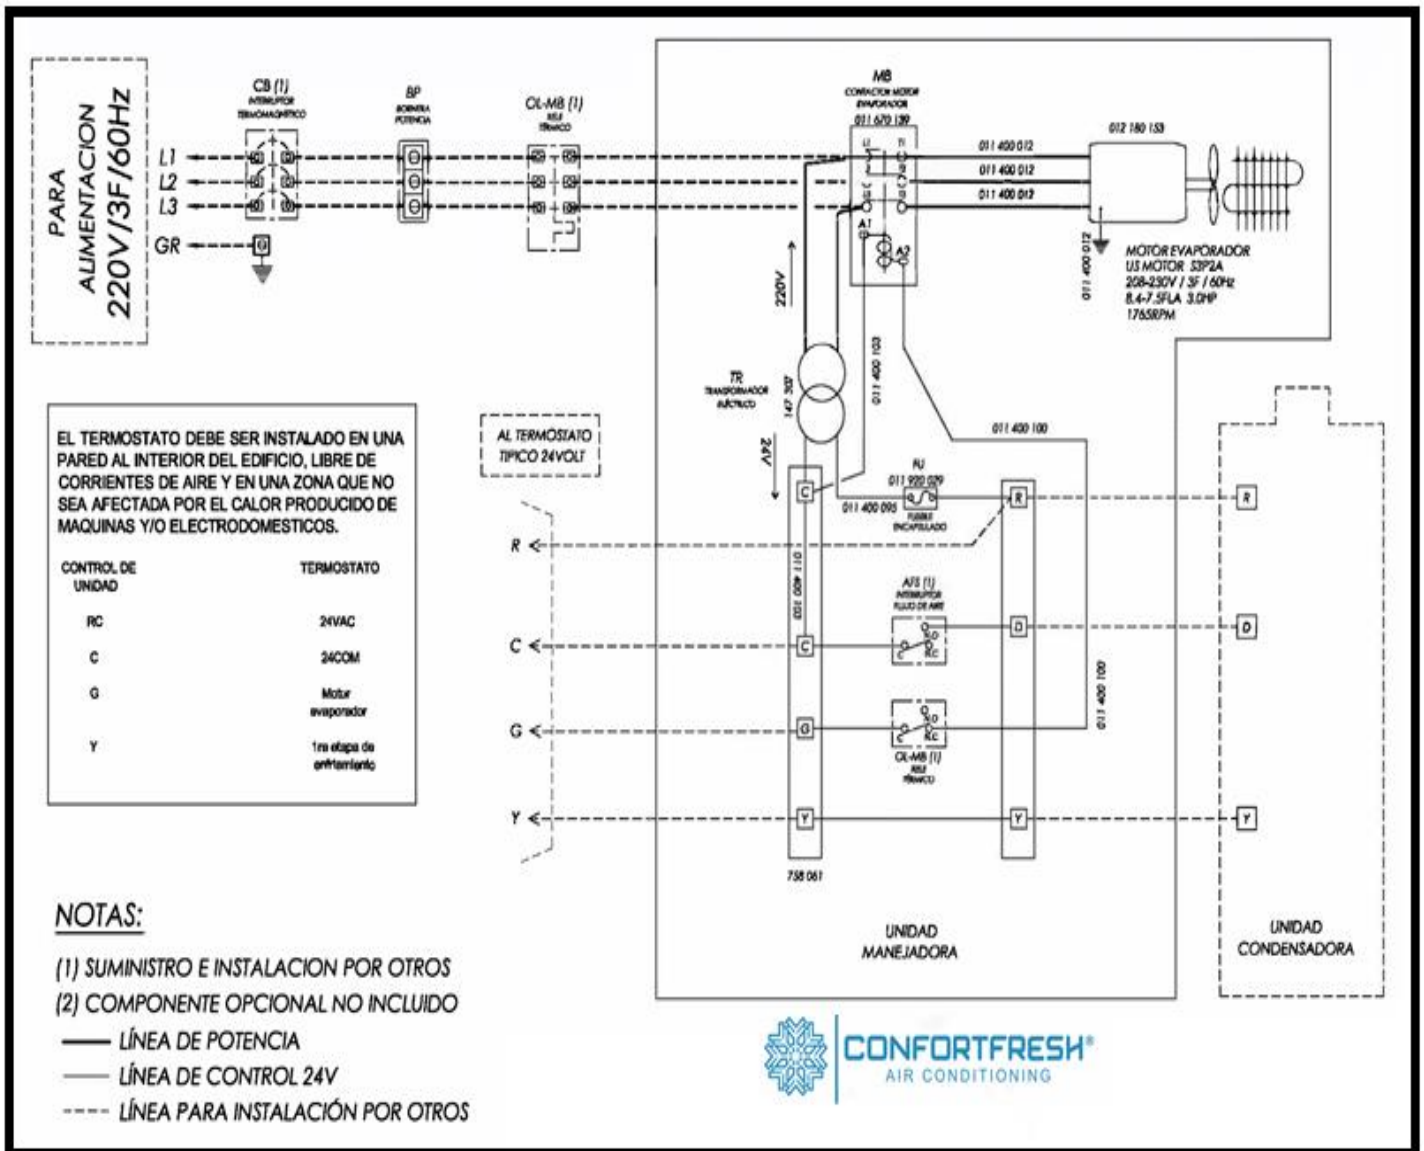 PARA
ALIMENTACION
220V/3F/60Hz
L1
L2
L3
GR
CB (1)
INTERRUPTOR
TERMOMAGNÉTICO
BP
BORNERA
POTENCIA
OL-MB (1)
RELE
TÉRMICO
MB
CONTACTOR MOTOR
EVAPORADOR
011 670 139
L1
T1
A1
A2
011 400 012
011 400 012
011 400 012
012 180 153
011 400 012
MOTOR EVAPORADOR
US MOTOR S3P2A
208-230V / 3F / 60Hz
8.4-7.5FLA 3.0HP
1765RPM
220V
TR
TRANSFORMADOR
ELÉCTRICO
147 307
24V
011 400 103
011 400 100
EL TERMOSTATO DEBE SER INSTALADO EN UNA
PARED AL INTERIOR DEL EDIFICIO, LIBRE DE
CORRIENTES DE AIRE Y EN UNA ZONA QUE NO
SEA AFECTADA POR EL CALOR PRODUCIDO DE
MAQUINAS Y/O ELECTRODOMESTICOS.
CONTROL DE
UNIDAD
TERMOSTATO
RC
24VAC
C
24COM
G
Motor
evaporador
Y
1ra etapa de
enfriamiento
AL TERMOSTATO
TIPICO 24VOLT
R
C
G
Y
C
011 400 095
FU
011 920 029
FUSIBLE
ENCAPSULADO
R
R
011 400 103
AFS (1)
INTERRUPTOR
FLUJO DE AIRE
C
N.O
N.C
C
D
D
G
C
N.O
N.C
OL-MB (1)
RELE
TÉRMICO
011 400 100
Y
Y
Y
758 061
UNIDAD
MANEJADORA
UNIDAD
CONDENSADORA
NOTAS:
(1) SUMINISTRO E INSTALACION POR OTROS
(2) COMPONENTE OPCIONAL NO INCLUIDO
LÍNEA DE POTENCIA
LÍNEA DE CONTROL 24V
LÍNEA PARA INSTALACIÓN POR OTROS
CONFORTFRESH®
AIR CONDITIONING